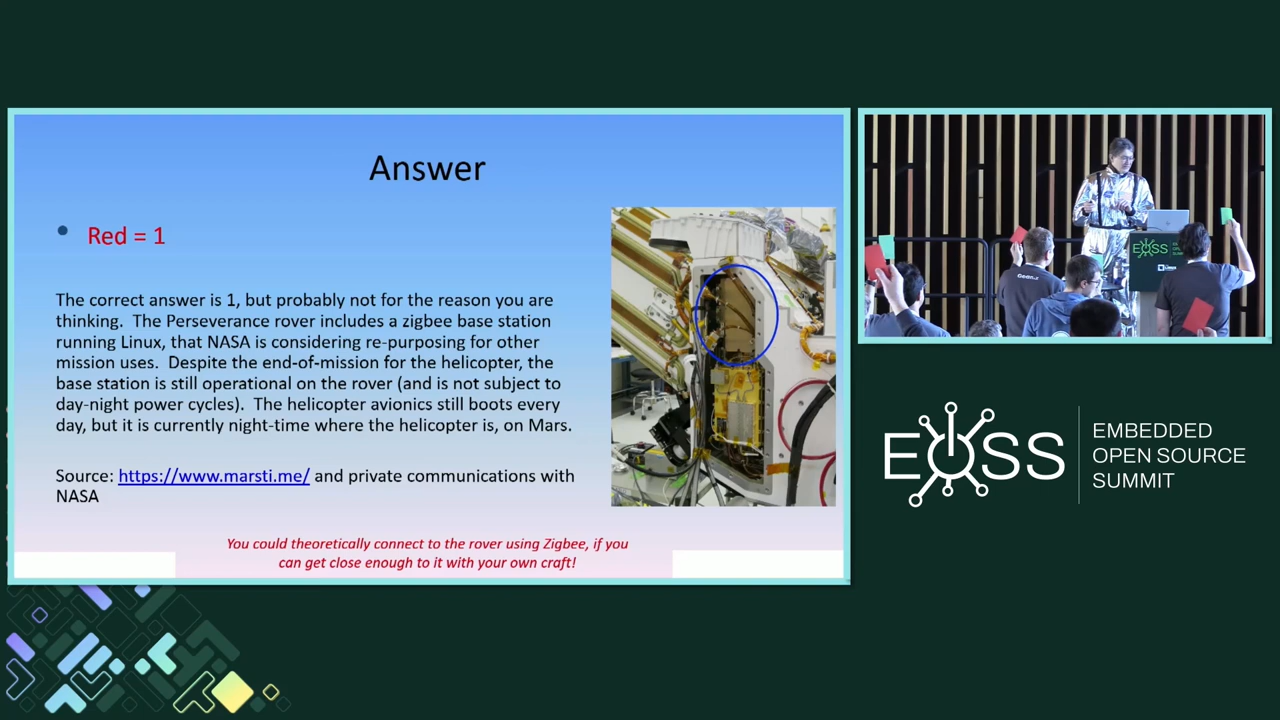 Answer
• Red = 1
The correct answer is 1, but probably not for the reason you are
thinking. The Perseverance rover includes a zigbee base station
running Linux, that NASA is considering re-purposing for other
mission uses. Despite the end-of-mission for the helicopter, the
base station is still operational on the rover (and is not subject to
day-night power cycles). The helicopter avionics still boots every
day, but it is currently night-time where the helicopter is, on Mars.
Source: https://www.marsti.me/ and private communications with
NASA
You could theoretically connect to the rover using Zigbee, if you
can get close enough to it with your own craft!
EOSS
EOSS
EMBEDDED
OPEN SOURCE
SUMMIT